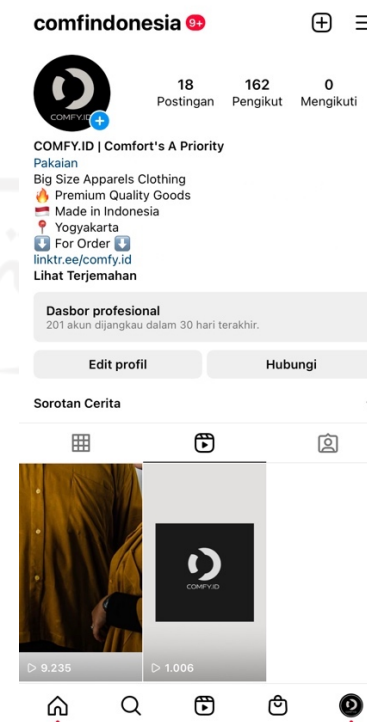 comfindonesia 9+
COMFY.ID
18 162 0
Postingan Pengikut Mengikuti
COMFY.ID | Comfort's A Priority
Pakaian
Big Size Apparels Clothing
🔥 Premium Quality Goods
🇮🇩 Made in Indonesia
📍 Yogyakarta
⬇️ For Order ⬇️
linktr.ee/comfy.id
Lihat Terjemahan
Dasbor profesional
201 akun dijangkau dalam 30 hari terakhir.
Edit profil Hubungi
Sorotan Cerita
COMFY.ID
9.235 1.006